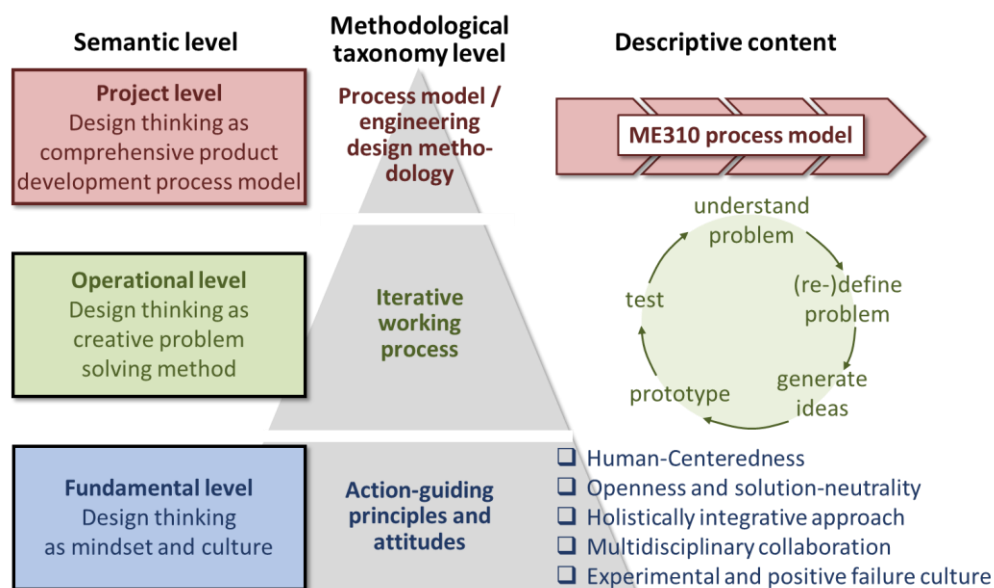 Semantic level
Methodological
taxonomy level
Descriptive content
Project level
Design thinking as
comprehensive product
development process model
Process model /
engineering
design metho-
dology
ME310 process model
Operational level
Design thinking as
creative problem
solving method
Iterative
working
process
understand
problem
(re-)define
problem
generate
ideas
prototype
test
Fundamental level
Design thinking
as mindset and culture
Action-guiding
principles and
attitudes
❑ Human-Centeredness
❑ Openness and solution-neutrality
❑ Holistically integrative approach
❑ Multidisciplinary collaboration
❑ Experimental and positive failure culture